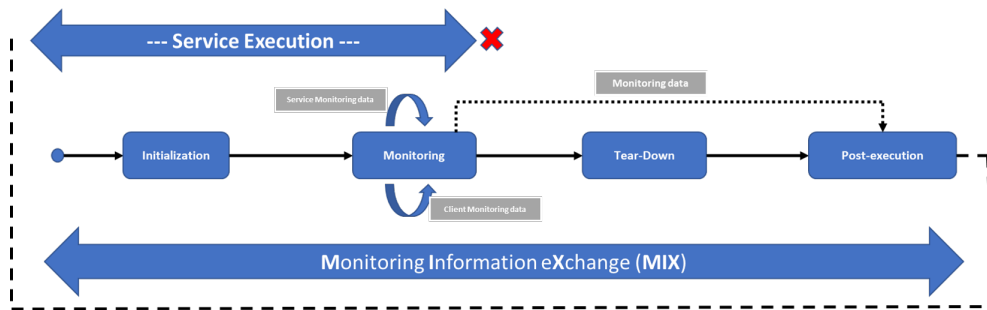 --- Service Execution ---
Monitoring data
Service Monitoring data
Initialization
Monitoring
Tear-Down
Post-execution
Client Monitoring data
Monitoring Information eXchange (MIX)